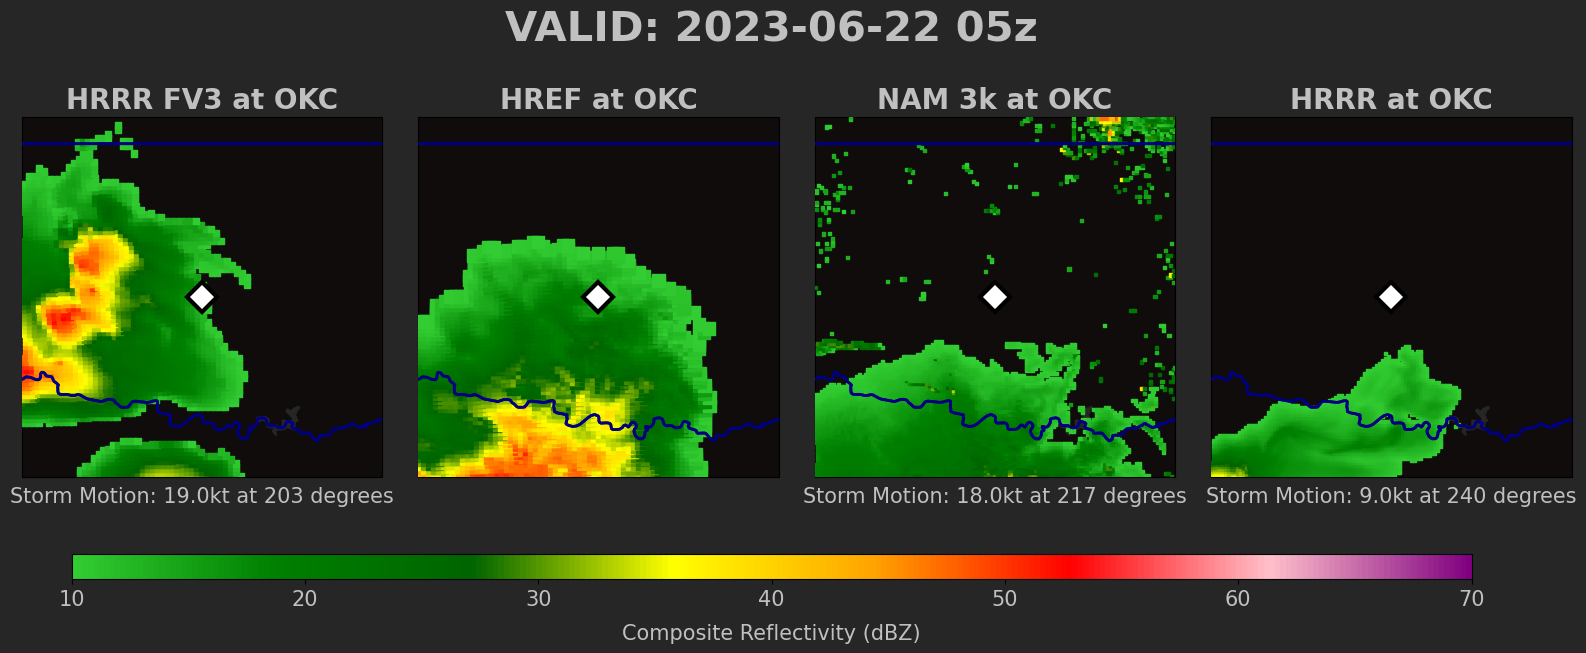 VALID: 2023-06-22 05z
HRRR FV3 at OKC
HREF at OKC
NAM 3k at OKC
HRRR at OKC
Storm Motion: 19.0kt at 203 degrees
Storm Motion: 18.0kt at 217 degrees
Storm Motion: 9.0kt at 240 degrees
10 20 30 40 50 60 70
Composite Reflectivity (dBZ)